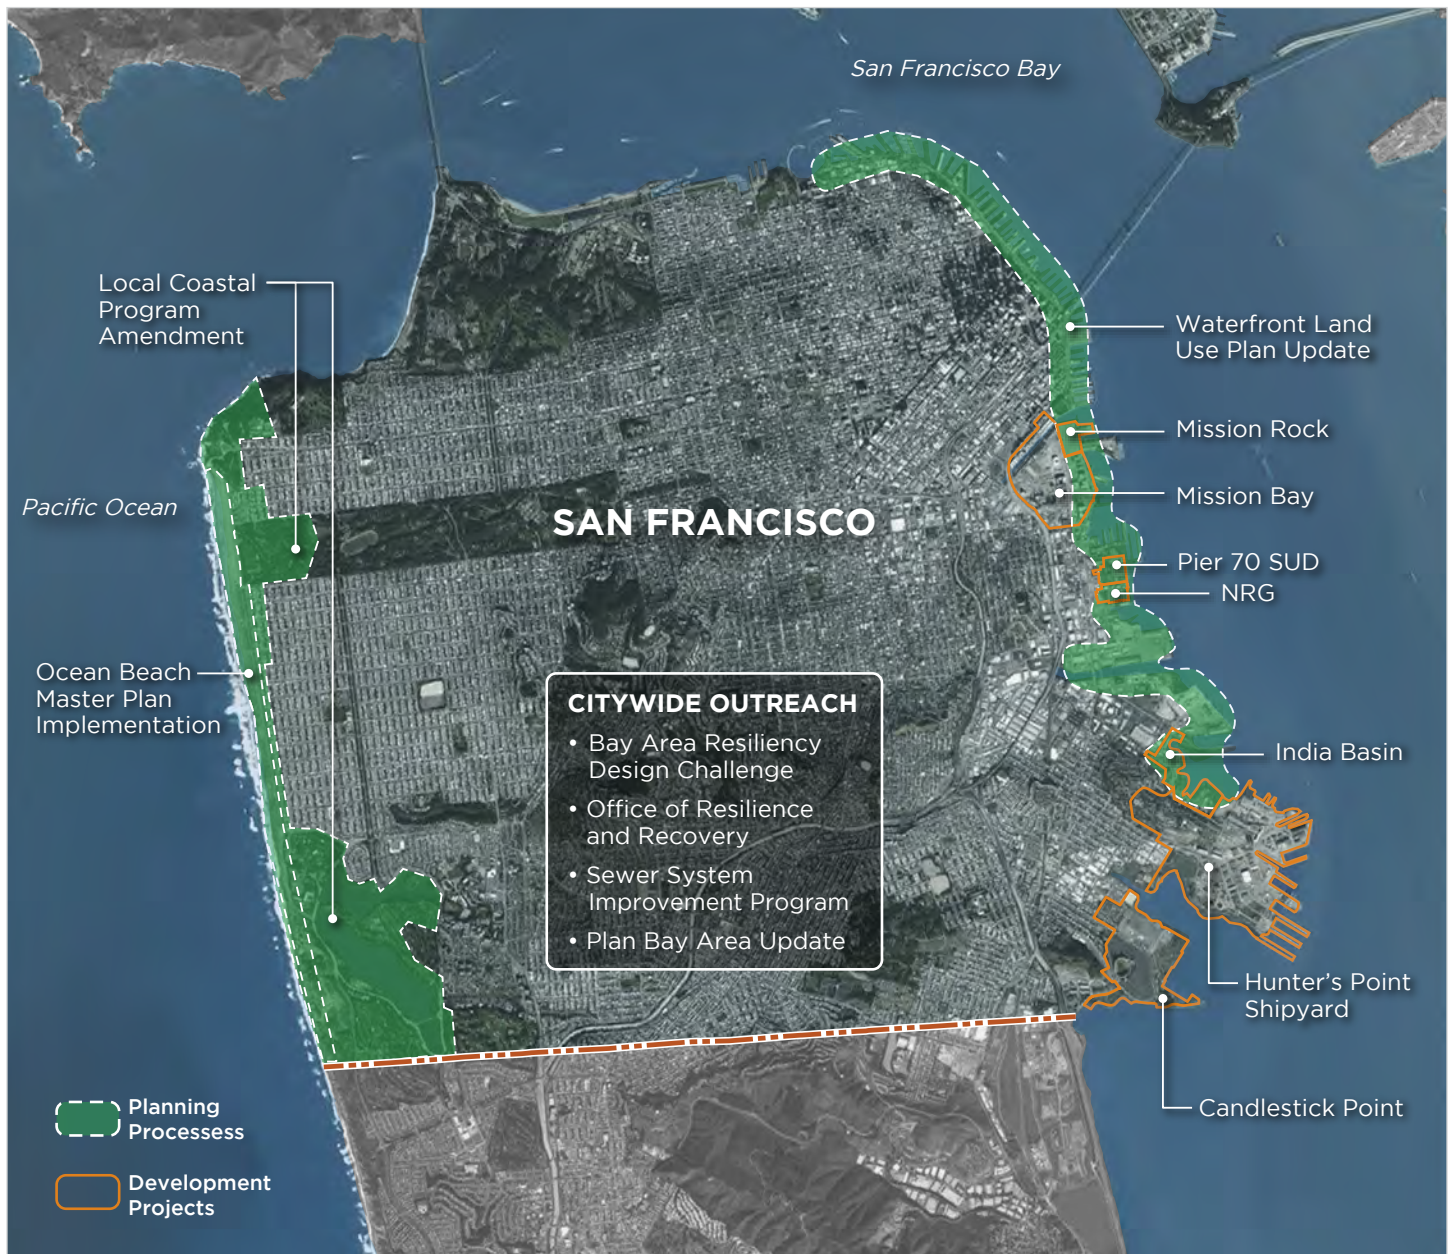 San Francisco Bay
Local Coastal
Program
Amendment
Waterfront Land
Use Plan Update
Mission Rock
Mission Bay
Pacific Ocean
SAN FRANCISCO
Pier 70 SUD
NRG
Ocean Beach
Master Plan
Implementation
CITYWIDE OUTREACH
• Bay Area Resiliency
Design Challenge
• Office of Resilience
and Recovery
• Sewer System
Improvement Program
• Plan Bay Area Update
India Basin
Hunter’s Point
Shipyard
Candlestick Point
Planning
Processess
Development
Projects